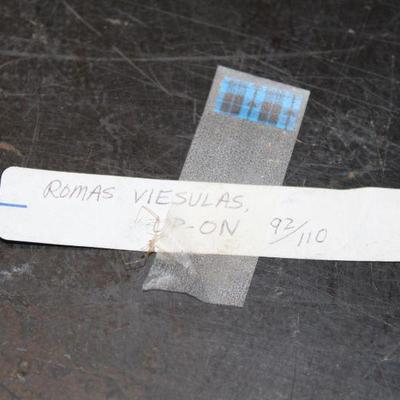 ROMAS VIESULAS,
UP-ON 92/110